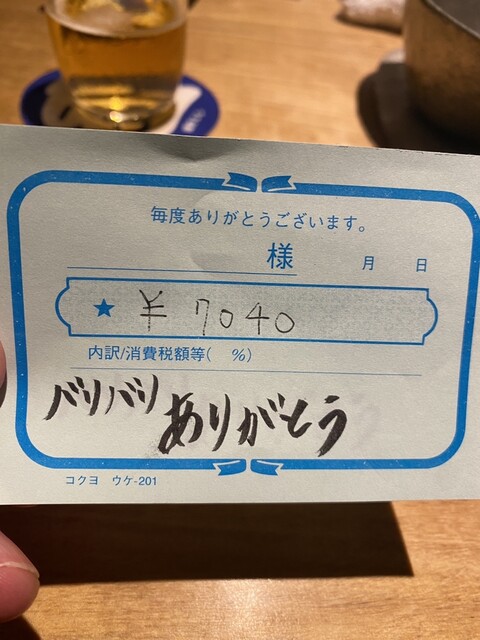 毎度ありがとうございます。
様 月 日
★ ¥ 7040
内訳/消費税額等( %)
バリバリ ありがとう
コクヨ ウケ-201